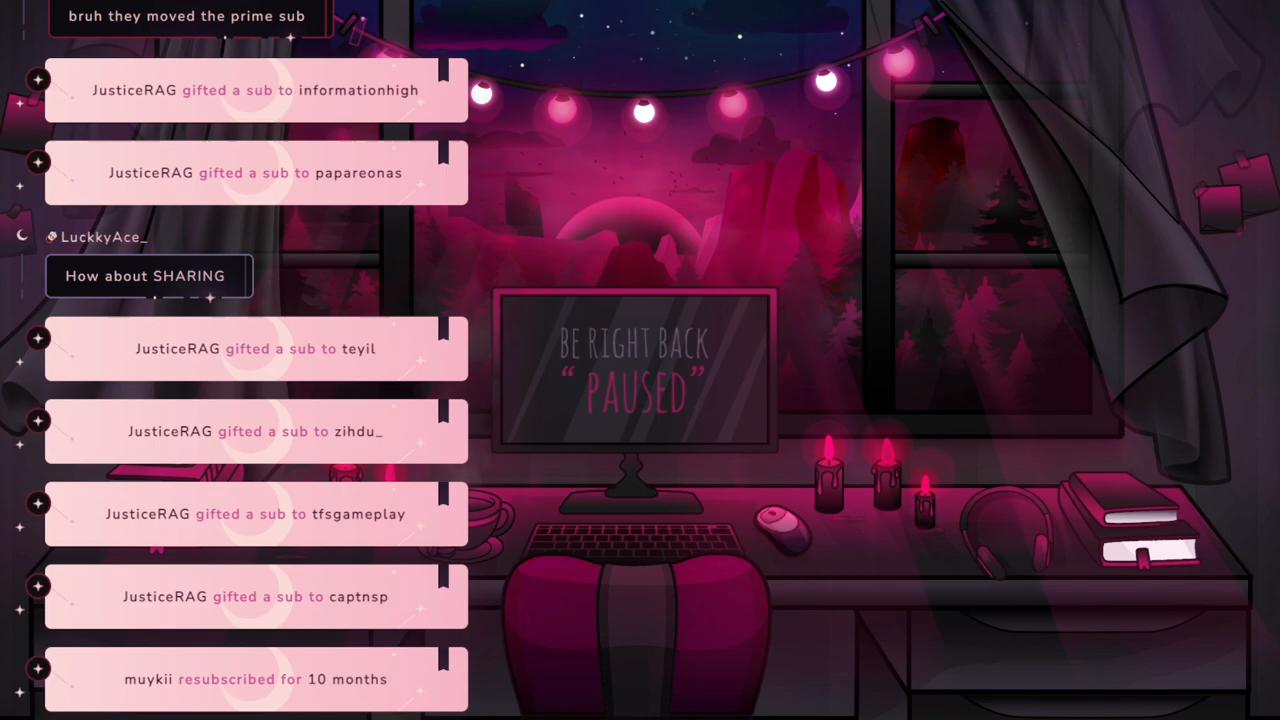 bruh they moved the prime sub
JusticeRAG gifted a sub to informationhigh
JusticeRAG gifted a sub to papareonas
LuckkyAce_
How about SHARING
JusticeRAG gifted a sub to teyil
JusticeRAG gifted a sub to zihdu_
JusticeRAG gifted a sub to tfsgameplay
JusticeRAG gifted a sub to captnsp
muykii resubscribed for 10 months
BE RIGHT BACK
“ PAUSED”